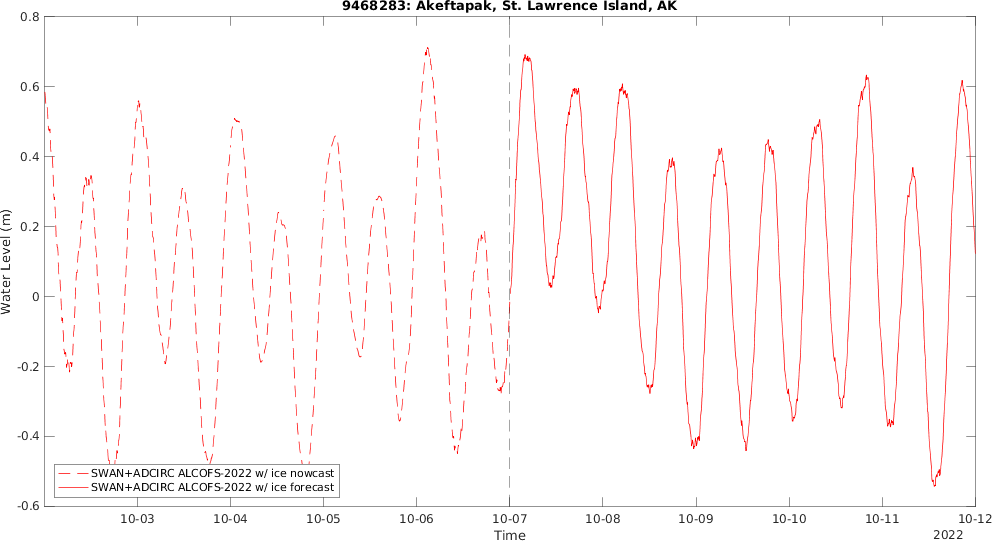 9468283: Akeftapak, St. Lawrence Island, AK
0.8
0.6
0.4
0.2
0
-0.2
-0.4
-0.6
Water Level (m)
SWAN+ADCIRC ALCOFS-2022 w/ ice nowcast
SWAN+ADCIRC ALCOFS-2022 w/ ice forecast
10-03 10-04 10-05 10-06 10-07 10-08 10-09 10-10 10-11 10-12
Time
2022